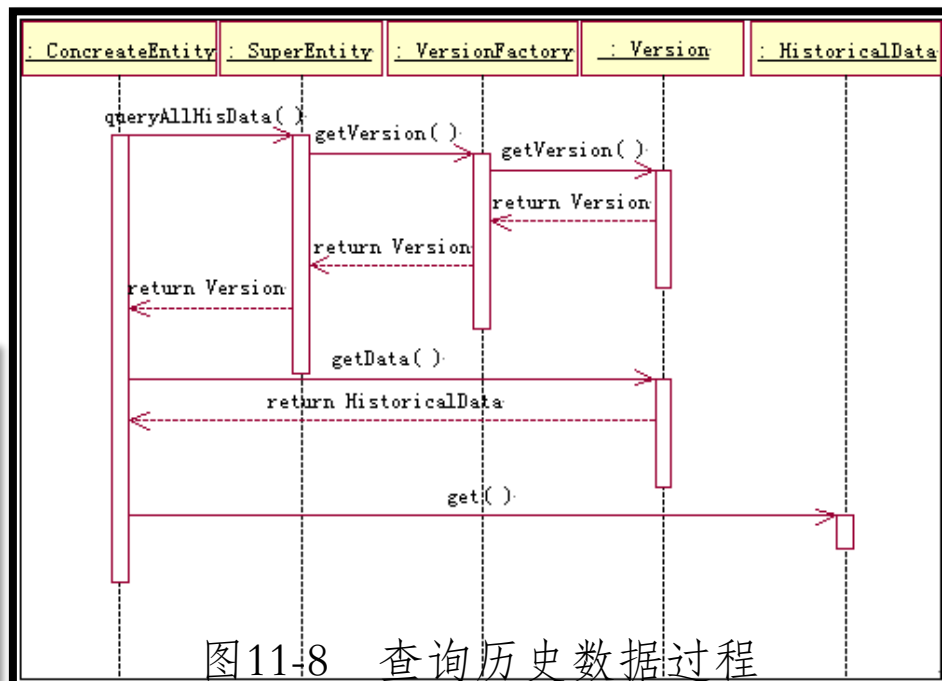 : ConcreateEntity
: SuperEntity
: VersionFactory
: Version
: HistoricalData
queryAllHisData( )
getVersion( )
getVersion( )
return Version
return Version
return Version
getData( )
return HistoricalData
get( )
图11-8 查询历史数据过程